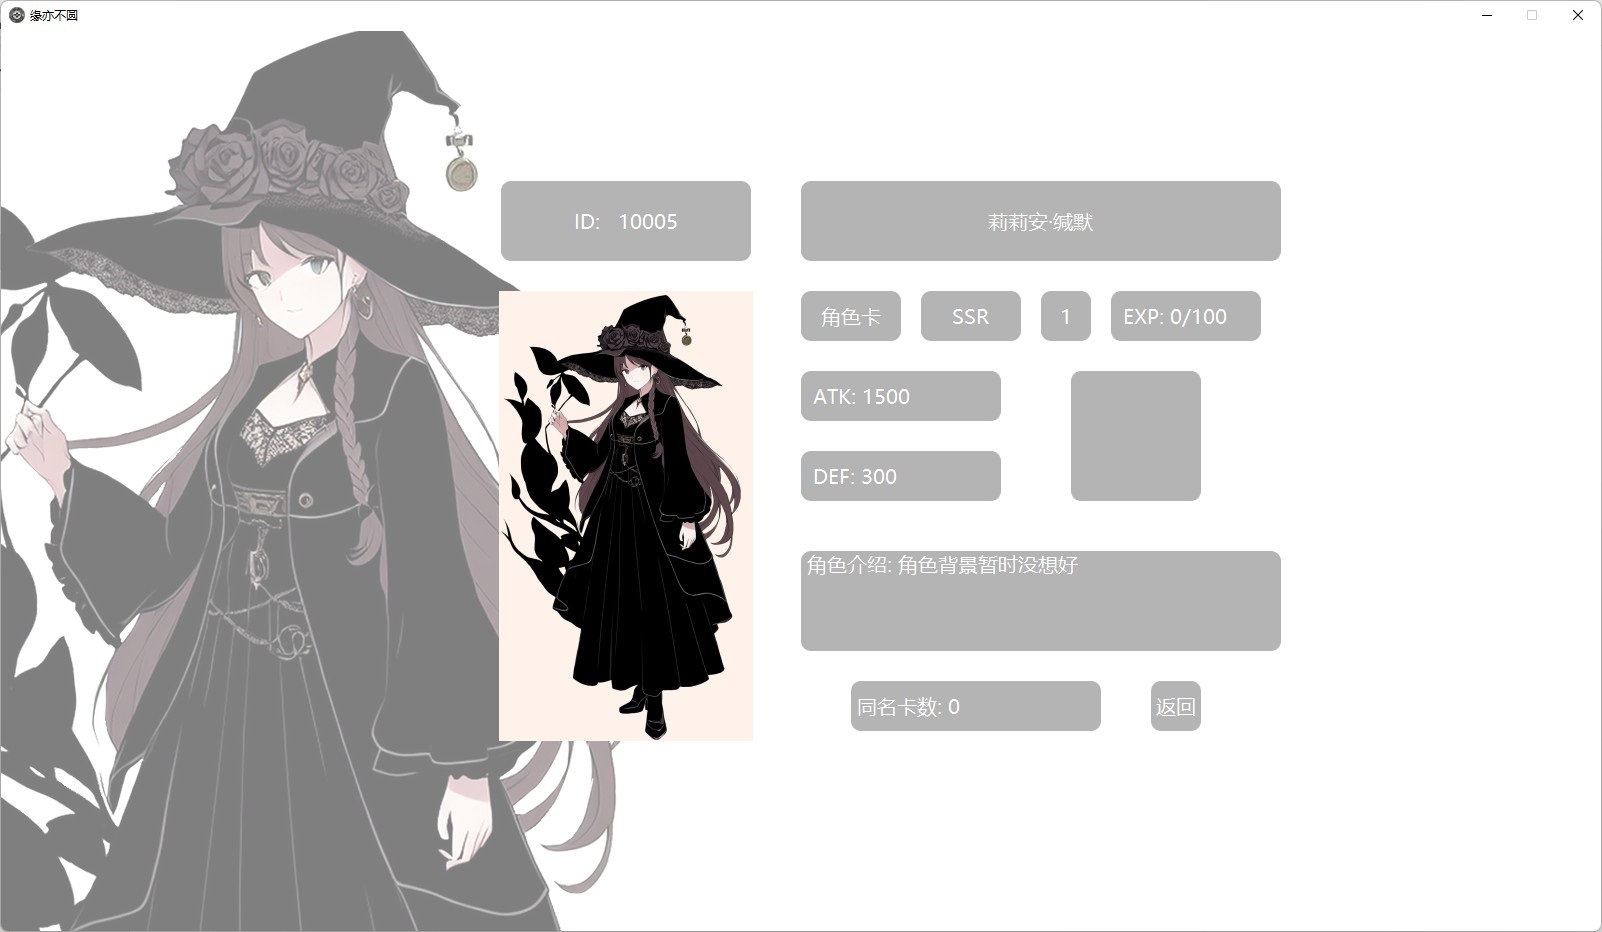 缘亦不圆
ID: 10005
莉莉安·缄默
角色卡
SSR
1
EXP: 0/100
ATK: 1500
DEF: 300
角色介绍: 角色背景暂时没想好
同名卡数: 0
返回